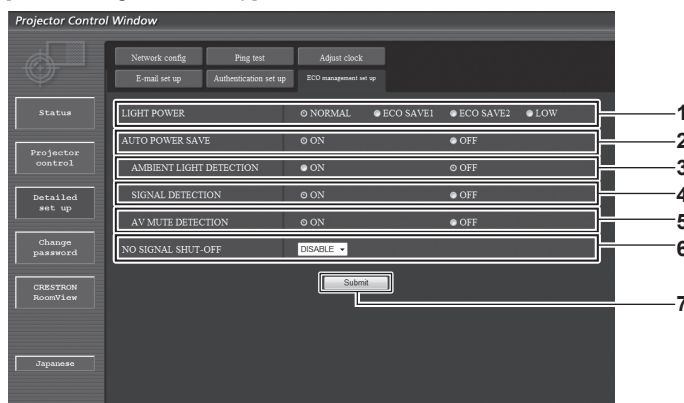 Projector Control Window
Network config Ping test Adjust clock
E-mail set up Authentication set up ECO management set up
Status
Projector control
Detailed set up
Change password
CRESTRON RoomView
Japanese
LIGHT POWER NORMAL ECO SAVE1 ECO SAVE2 LOW 1
AUTO POWER SAVE ON OFF 2
AMBIENT LIGHT DETECTION ON OFF 3
SIGNAL DETECTION ON OFF 4
AV MUTE DETECTION ON OFF 5
NO SIGNAL SHUT-OFF DISABLE 6
Submit 7